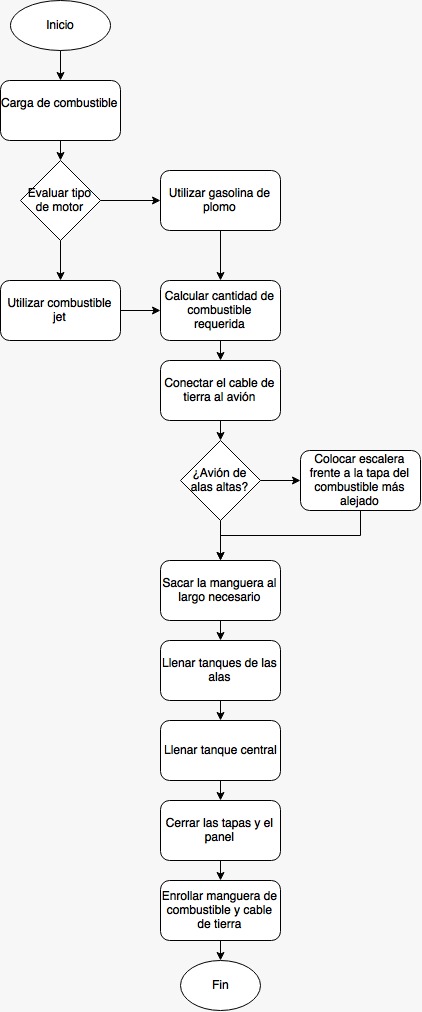 Inicio
Carga de combustible
Evaluar tipo
de motor
Utilizar gasolina de
plomo
Utilizar combustible
jet
Calcular cantidad de
combustible
requerida
Conectar el cable de
tierra al avión
¿Avión de
alas altas?
Colocar escalera
frente a la tapa del
combustible más
alejado
Sacar la manguera al
largo necesario
Llenar tanques de las
alas
Llenar tanque central
Cerrar las tapas y el
panel
Enrollar manguera de
combustible y cable
de tierra
Fin